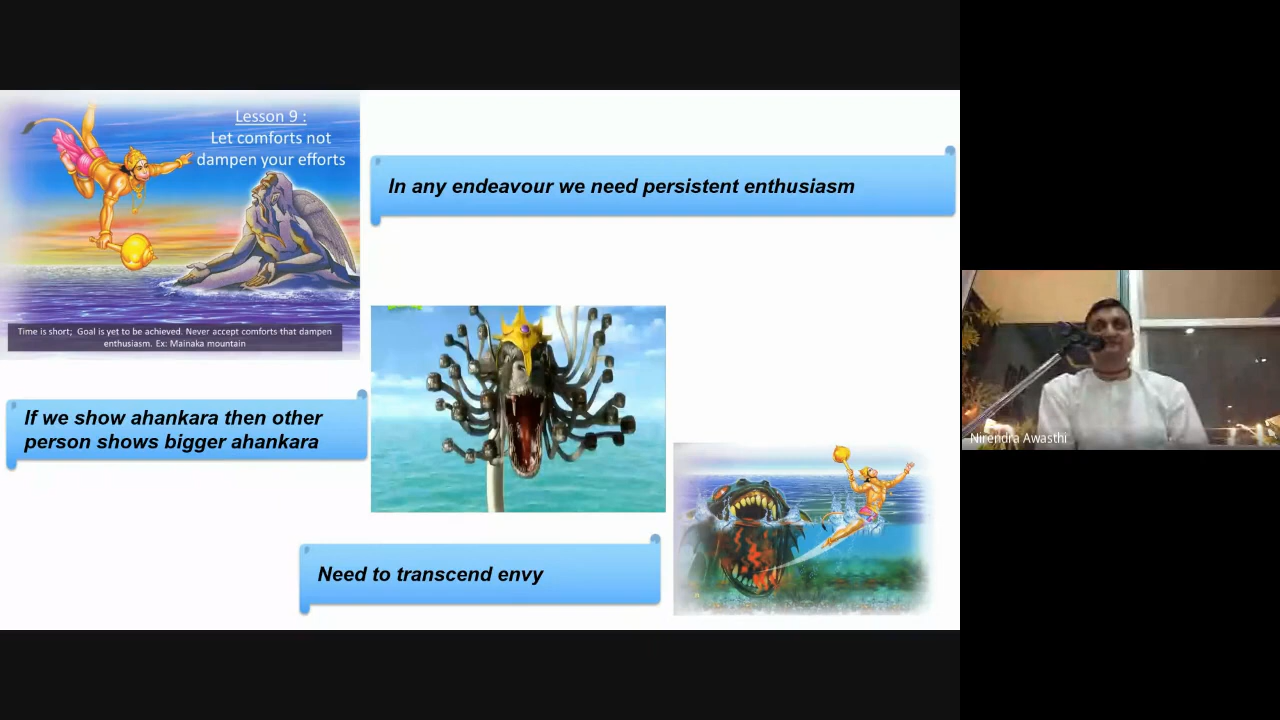 Lesson 9 :
Let comforts not
dampen your efforts
Time is short; Goal is yet to be achieved. Never accept comforts that dampen
enthusiasm. Ex: Mainaka mountain
In any endeavour we need persistent enthusiasm
If we show ahankara then other
person shows bigger ahankara
Need to transcend envy
Nirendra Awasthi